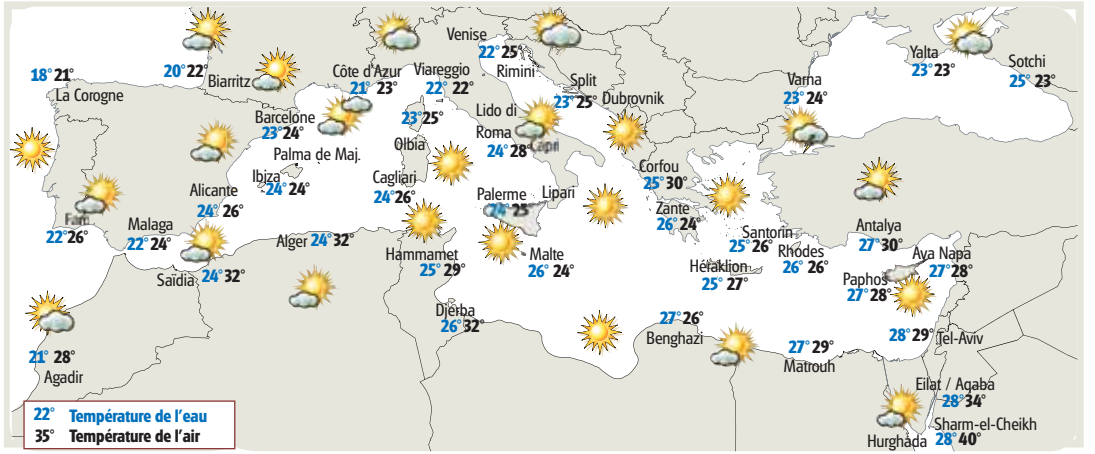 Venise
22° 25°
Rimini
Yalta
23° 23°
Sotchi
25° 23°
18° 21°
La Corogne
20° 22°
Biarritz
Côte d'Azur
21° 23°
Viareggio
22° 22°
Split
23° 25°
Dubrovnik
Varna
23° 24°
Barcelone
23° 24°
23° 25°
Olbia
Lido di
Roma
24° 28°
Capri
Palma de Maj.
Ibiza
24° 24°
Cagliari
24° 26°
Corfou
25° 30°
Alicante
24° 26°
Palerme
24° 25°
Lipari
Zante
26° 24°
Faro
22° 26°
Malaga
22° 24°
Alger 24° 32°
Santorin
25° 26°
Antalya
27° 30°
Hammamet
25° 29°
Malte
26° 24°
Héraklion
25° 27°
Rhodes
26° 26°
Aya Napa
27° 28°
Saïdia
24° 32°
Paphos
27° 28°
Djerba
26° 32°
27° 26°
Benghazi
28° 29°
Tel-Aviv
27° 29°
Matrouh
21° 28°
Agadir
Eilat / Aqaba
28° 34°
Sharm-el-Cheikh
28° 40°
Hurghada
22° Température de l'eau
35° Température de l'air